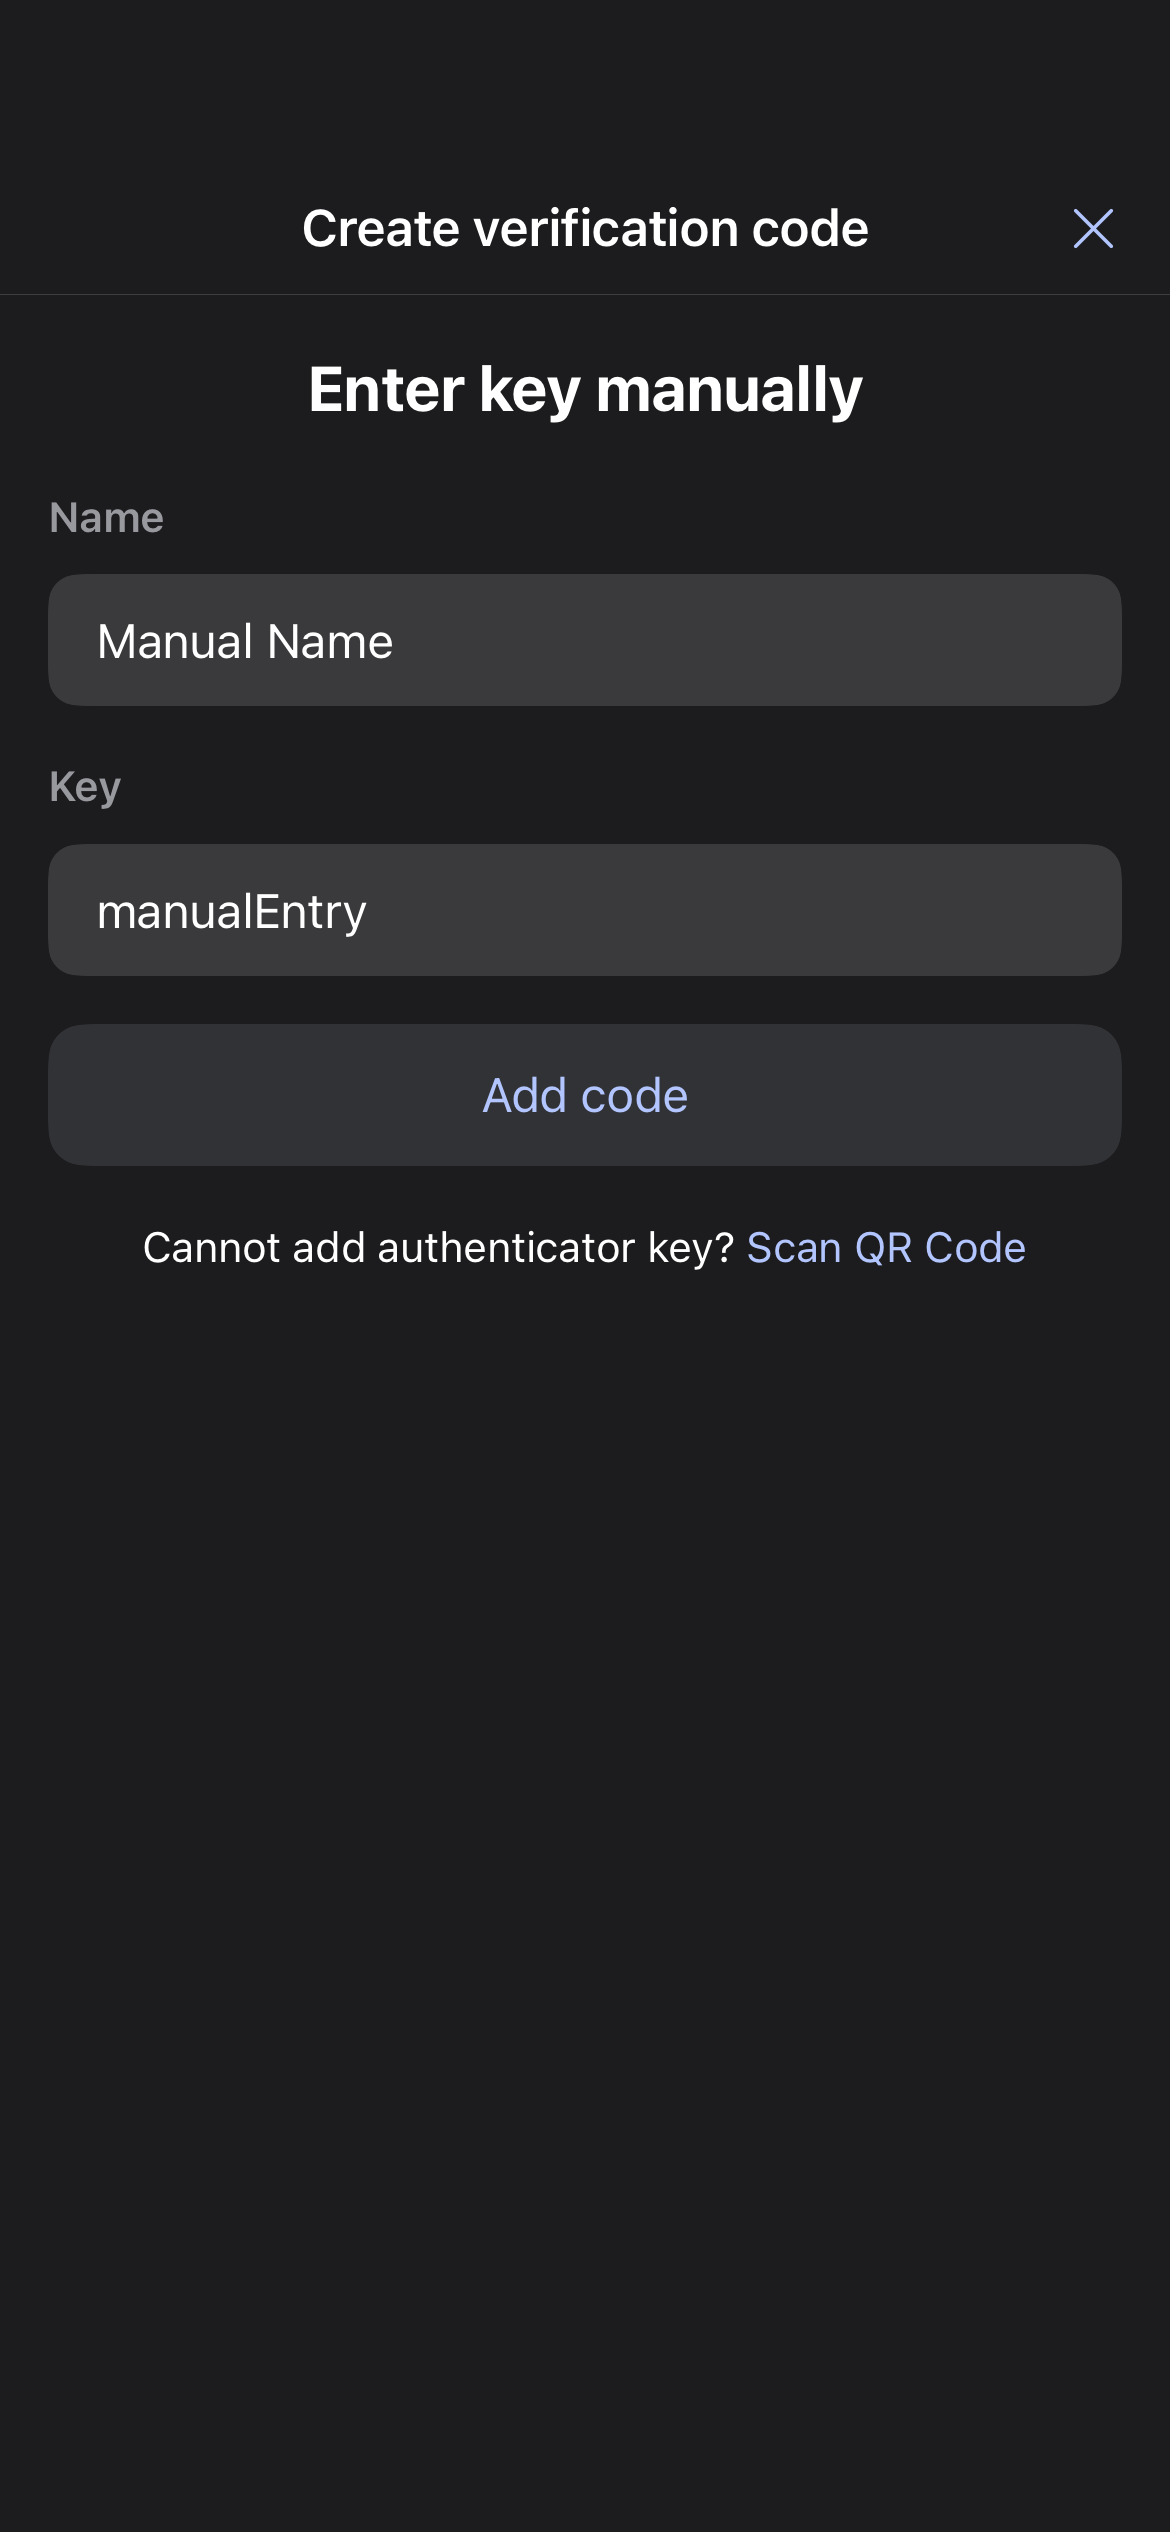 Create verification code
Enter key manually
Name
Manual Name
Key
manualEntry
Add code
Cannot add authenticator key? Scan QR Code